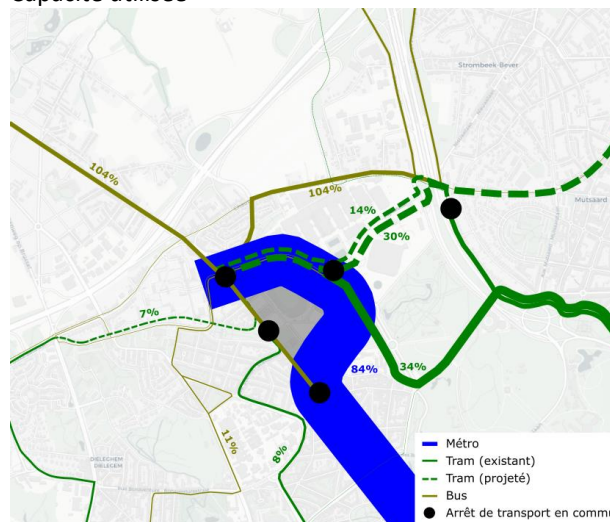 Capacité utilisée
Strombeek Bever
104%
104%
14%
30%
Mutsaard
7%
84%
34%
11%
8%
DIELEGHEM
DIELEGEM
Métro
Tram (existant)
Tram (projeté)
Bus
Arrêt de transport en commu